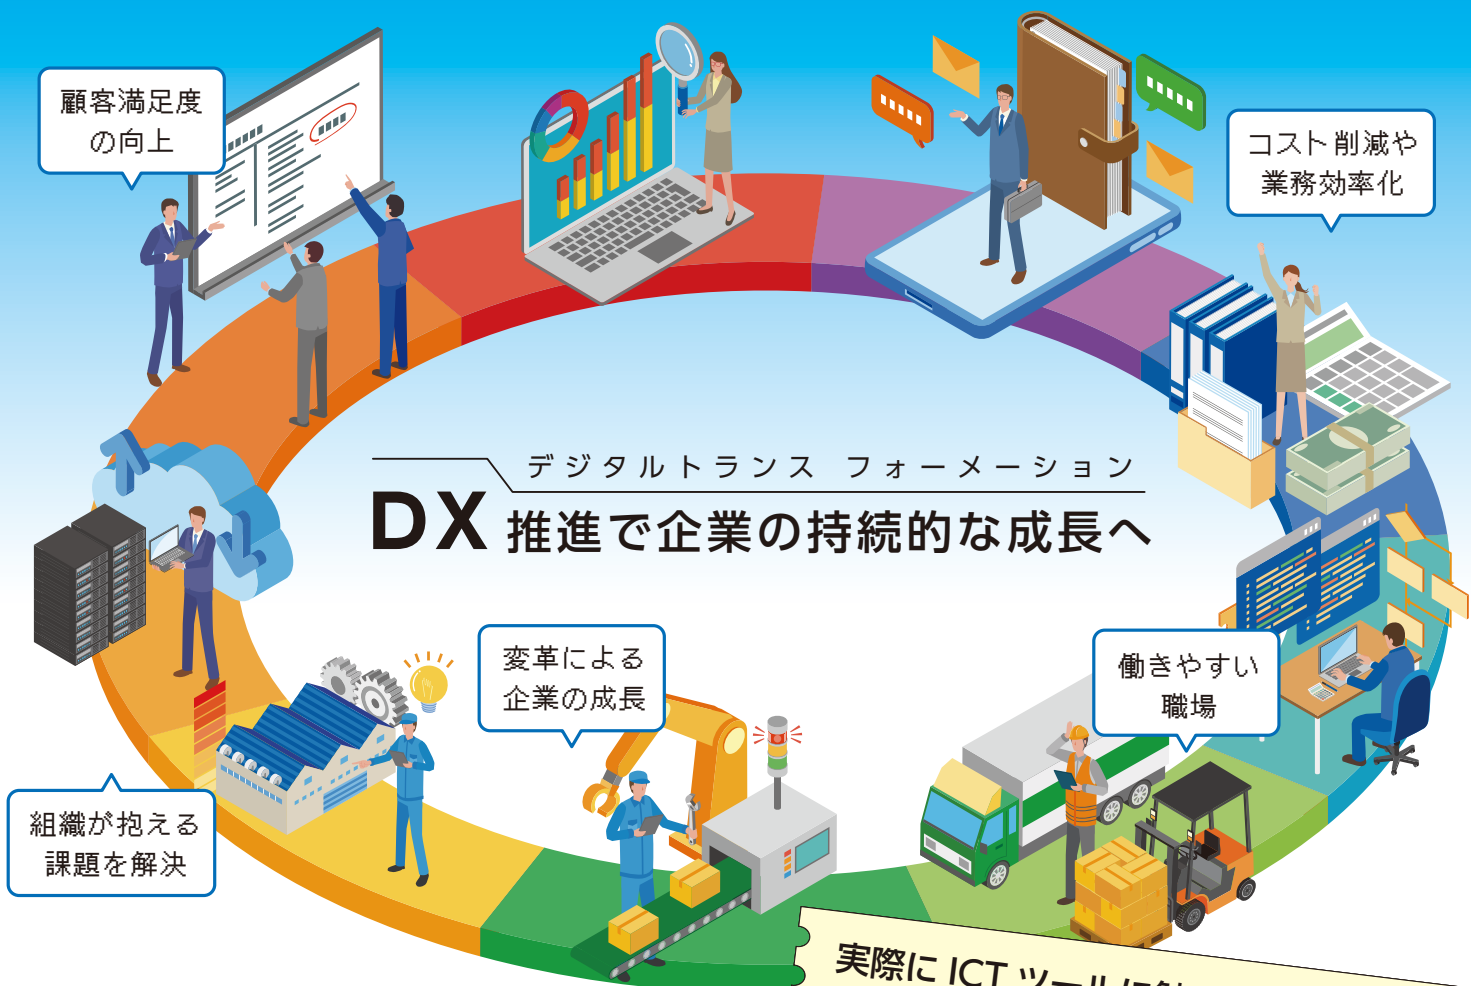 顧客満足度
の向上
コスト削減や
業務効率化
デジタルトランス フォーメーション
DX 推進で企業の持続的な成長へ
変革による
企業の成長
働きやすい
職場
組織が抱える
課題を解決
実際に ICT ツールに